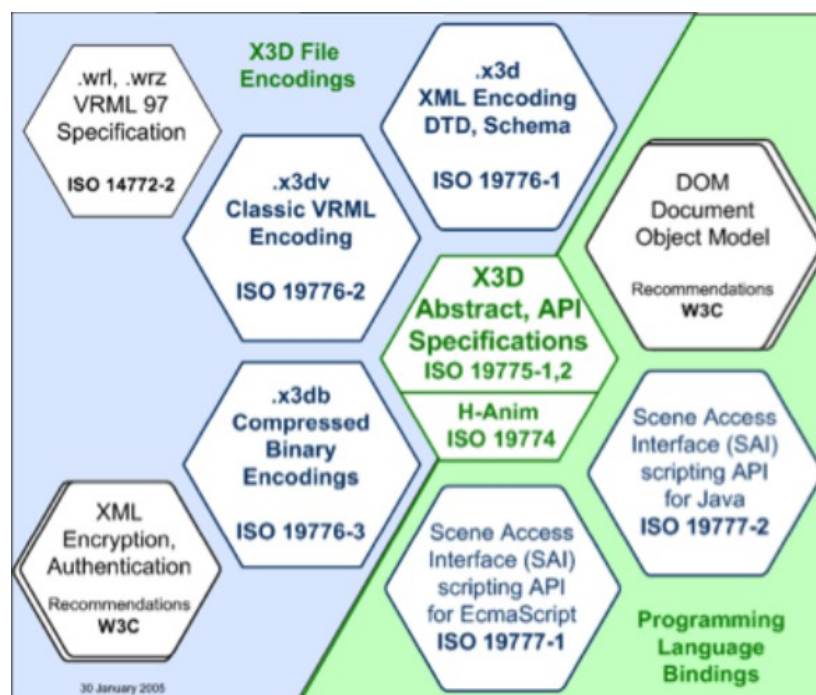 X3D File
Encodings
.wrl, .wrz
VRML 97
Specification
ISO 14772-2
.x3d
XML Encoding
DTD, Schema
ISO 19776-1
.x3dv
Classic VRML
Encoding
ISO 19776-2
DOM
Document
Object Model
Recommendations
W3C
X3D
Abstract, API
Specifications
ISO 19775-1,2
H-Anim
ISO 19774
.x3db
Compressed
Binary
Encodings
ISO 19776-3
Scene Access
Interface (SAI)
scripting API
for Java
ISO 19777-2
XML
Encryption,
Authentication
Recommendations
W3C
Scene Access
Interface (SAI)
scripting API
for EcmaScript
ISO 19777-1
Programming
Language
Bindings
30 January 2005